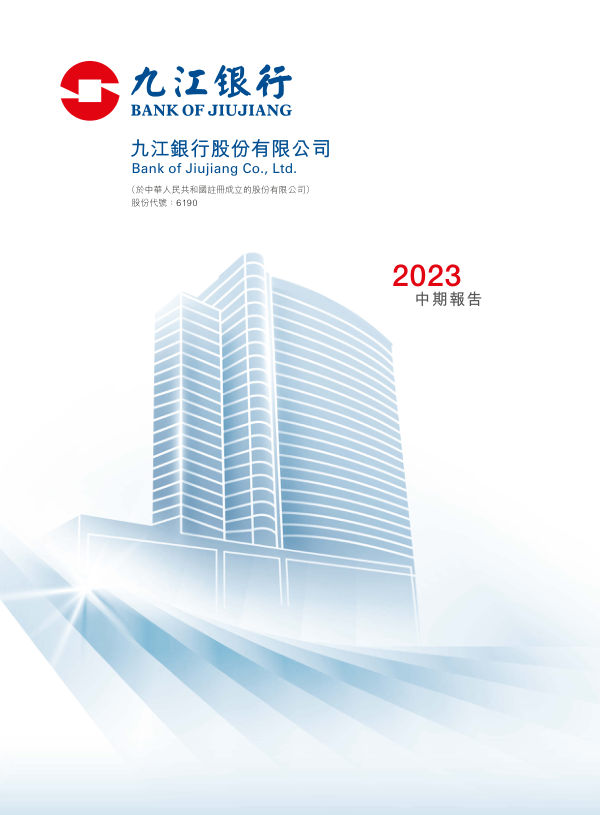 九江银行
BANK OF JIUJIANG
九江銀行股份有限公司
Bank of Jiujiang Co., Ltd.
（於中華人民共和國註冊成立的股份有限公司）
股份代號：6190
2023
中期報告